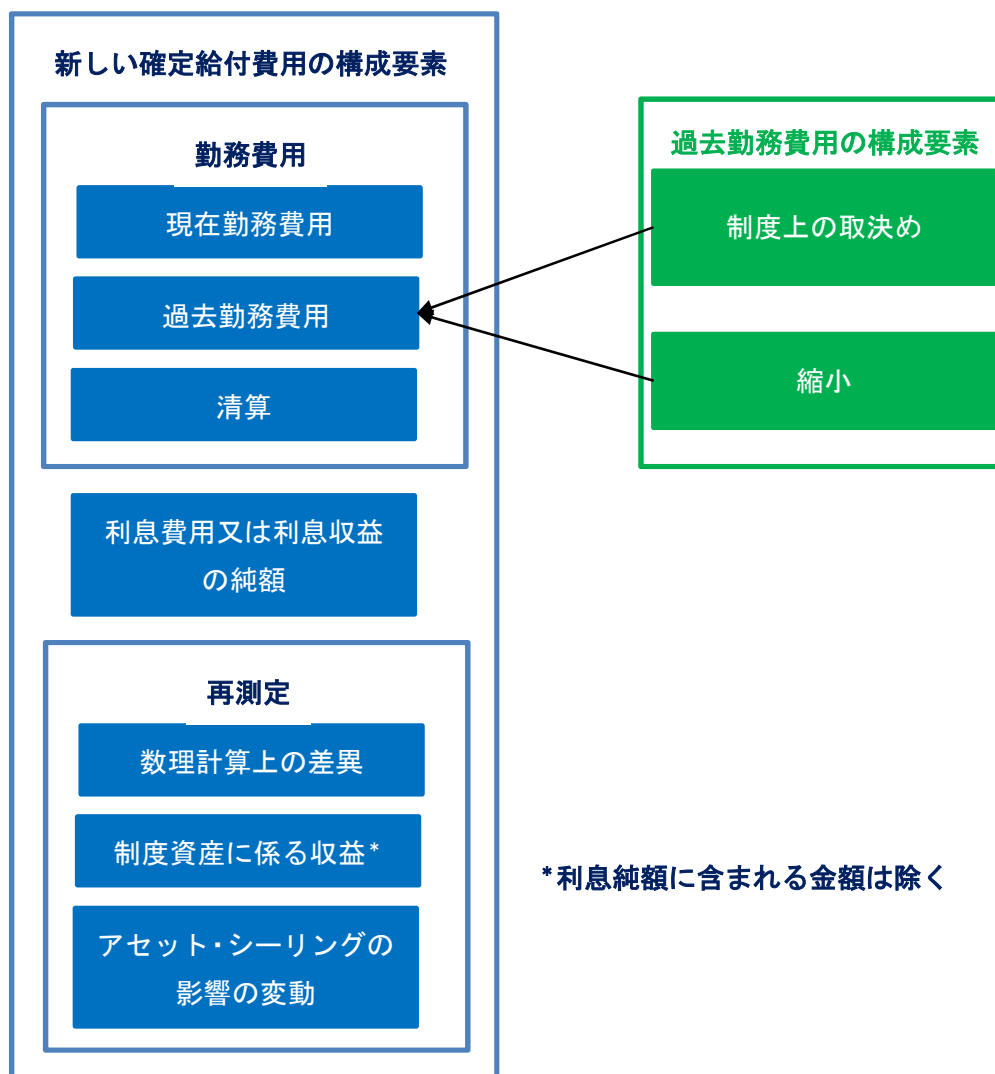 新しい確定給付費用の構成要素
勤務費用
現在勤務費用
過去勤務費用
清算
利息費用又は利息収益
の純額
再測定
数理計算上の差異
制度資産に係る収益*
アセット・シーリングの
影響の変動
過去勤務費用の構成要素
制度上の取決め
縮小
*利息純額に含まれる金額は除く